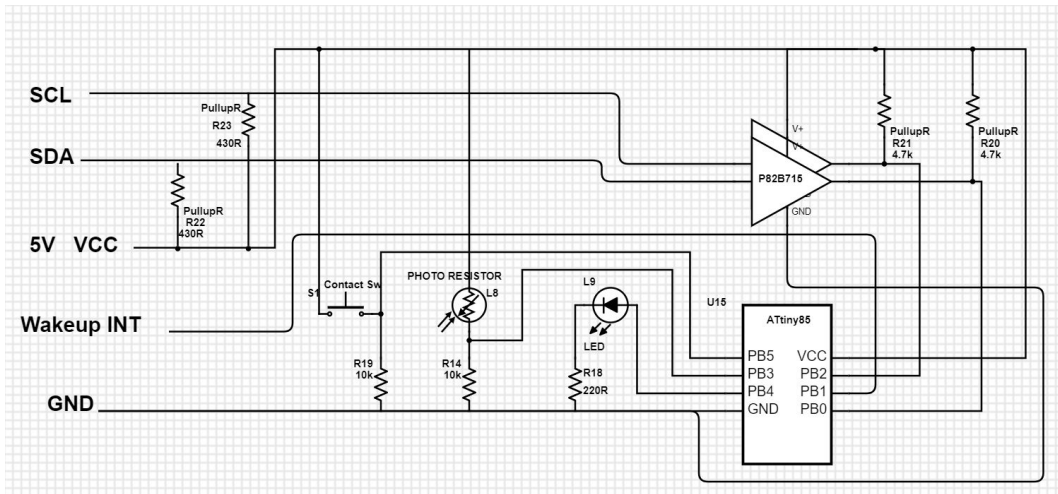 SCL
PullupR
R23
430R
SDA
PullupR
R22
430R
5V VCC
Wakeup INT
GND
S1
Contact Sw
PHOTO RESISTOR
L8
L9
LED
R19
10k
R14
10k
R18
220R
V+
V+
P82B715
GND
PullupR
R21
4.7k
PullupR
R20
4.7k
U15
ATtiny85
PB5 VCC
PB3 PB2
PB4 PB1
GND PB0